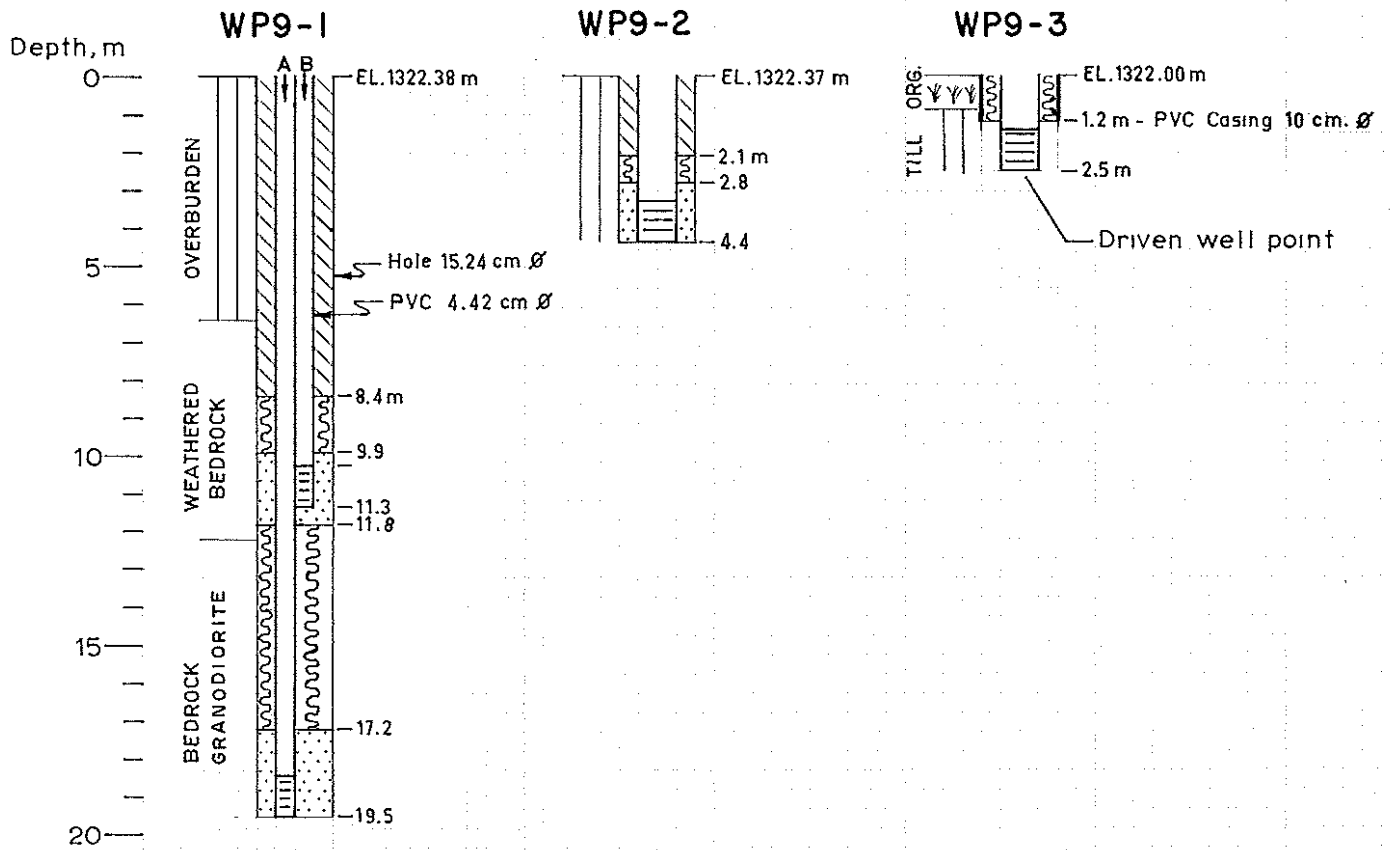 WP9-1
WP9-2
WP9-3
Depth, m
0
5
10
15
20
OVERBURDEN
WEATHERED
BEDROCK
BEDROCK
GRANODIORITE
A B
EL.1322.38 m
Hole 15.24 cm Ø
PVC 4.42 cm Ø
8.4 m
9.9
11.3
11.8
17.2
19.5
EL.1322.37 m
2.1 m
2.8
4.4
ORG.
TILL
EL.1322.00 m
1.2 m - PVC Casing 10 cm. Ø
2.5 m
Driven well point